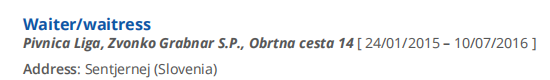 Waiter/waitress
Pivnica Liga, Zvonko Grabnar S.P., Obrtna cesta 14 [ 24/01/2015 – 10/07/2016 ]
Address: Sentjernej (Slovenia)